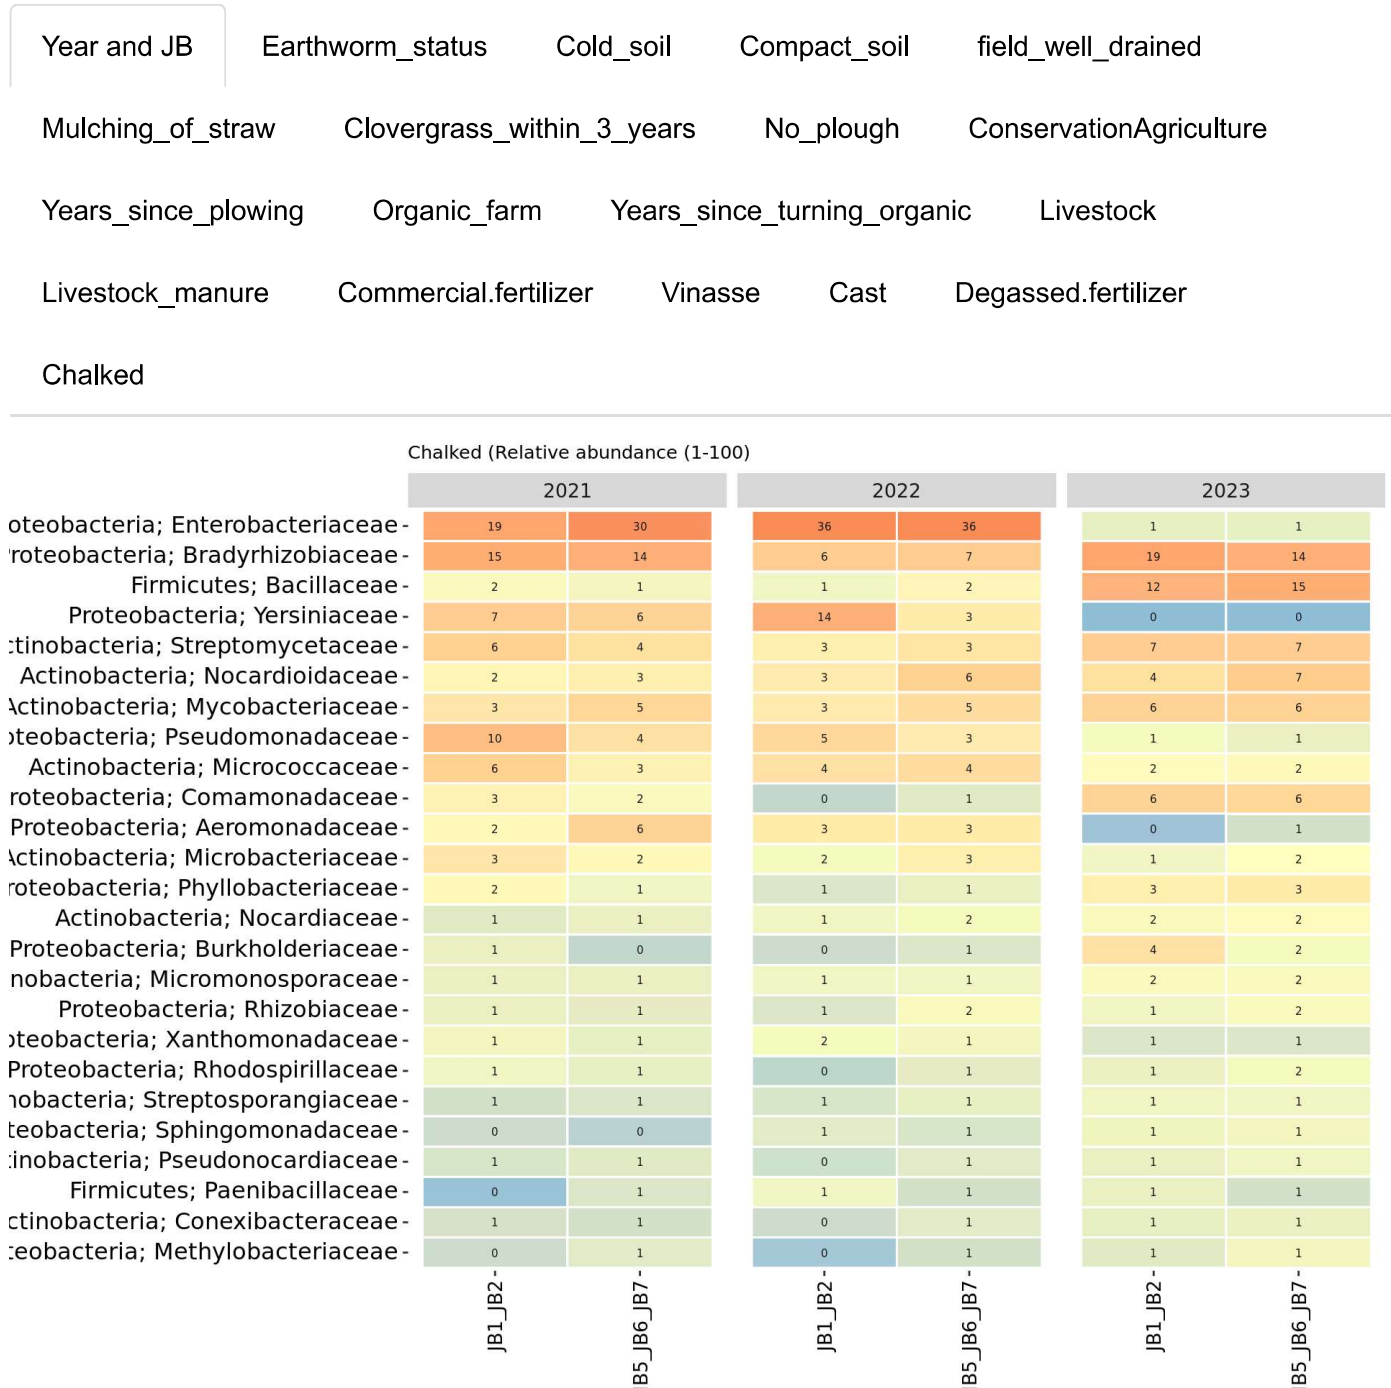 Year and JB Earthworm_status Cold_soil Compact_soil field_well_drained
Mulching_of_straw Clovergrass_within_3_years No_plough ConservationAgriculture
Years_since_plowing Organic_farm Years_since_turning_organic Livestock
Livestock_manure Commercial.fertilizer Vinasse Cast Degassed.fertilizer
Chalked
Chalked (Relative abundance (1-100)
2021 2022 2023
oteobacteria; Enterobacteriaceae- 19 30 36 36 1 1
roteobacteria; Bradyrhizobiaceae- 15 14 6 7 19 14
Firmicutes; Bacillaceae- 2 1 1 2 12 15
Proteobacteria; Yersiniaceae- 7 6 14 3 0 0
ctinobacteria; Streptomycetaceae- 6 4 3 3 7 7
Actinobacteria; Nocardioidaceae- 2 3 3 6 4 7
Actinobacteria; Mycobacteriaceae- 3 5 3 5 6 6
oteobacteria; Pseudomonadaceae- 10 4 5 3 1 1
Actinobacteria; Micrococcaceae- 6 3 4 4 2 2
roteobacteria; Comamonadaceae- 3 2 0 1 6 6
Proteobacteria; Aeromonadaceae- 2 6 3 3 0 1
Actinobacteria; Microbacteriaceae- 3 2 2 3 1 2
roteobacteria; Phyllobacteriaceae- 2 1 1 1 3 3
Actinobacteria; Nocardiaceae- 1 1 1 2 2 2
Proteobacteria; Burkholderiaceae- 1 0 0 1 4 2
nobacteria; Micromonosporaceae- 1 1 1 1 2 2
Proteobacteria; Rhizobiaceae- 1 1 1 2 1 2
oteobacteria; Xanthomonadaceae- 1 1 2 1 1 1
Proteobacteria; Rhodospirillaceae- 1 1 0 1 1 2
nobacteria; Streptosporangiaceae- 1 1 1 1 1 1
teobacteria; Sphingomonadaceae- 0 0 1 1 1 1
tinobacteria; Pseudonocardiaceae- 1 1 0 1 1 1
Firmicutes; Paenibacillaceae- 0 1 1 1 1 1
ctinobacteria; Conexibacteraceae- 1 1 0 1 1 1
teobacteria; Methylobacteriaceae- 0 1 0 1 1 1
JB1_JB2- JB5_JB6_JB7- JB1_JB2- JB5_JB6_JB7- JB1_JB2- JB5_JB6_JB7-